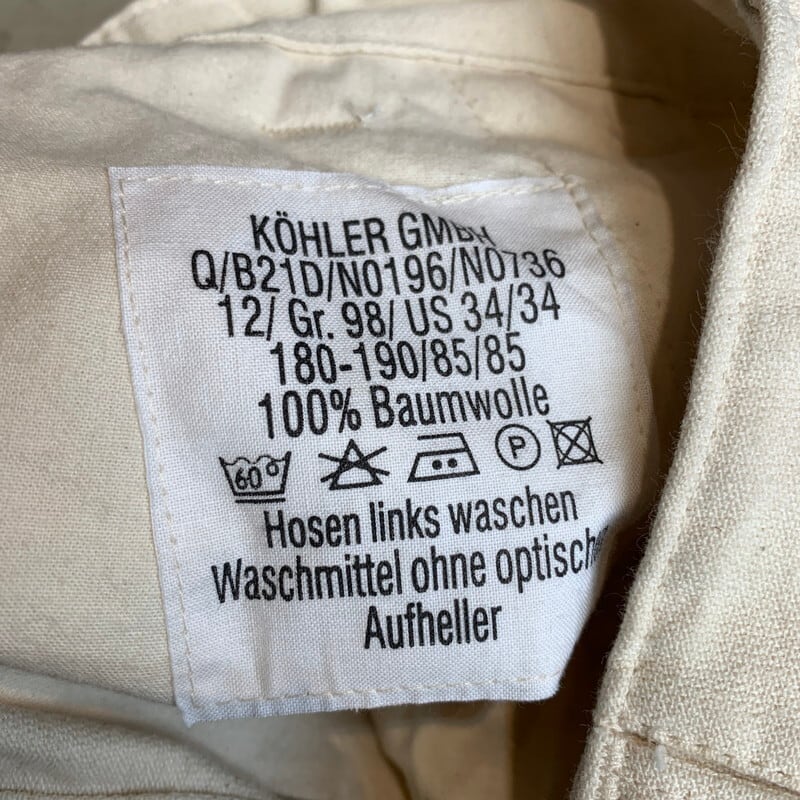 KÖHLER GMBH
Q/B21D/N0196/N0736
12/ Gr. 98/ US 34/34
180-190/85/85
100% Baumwolle
60° P
Hosen links waschen
Waschmittel ohne optische
Aufheller